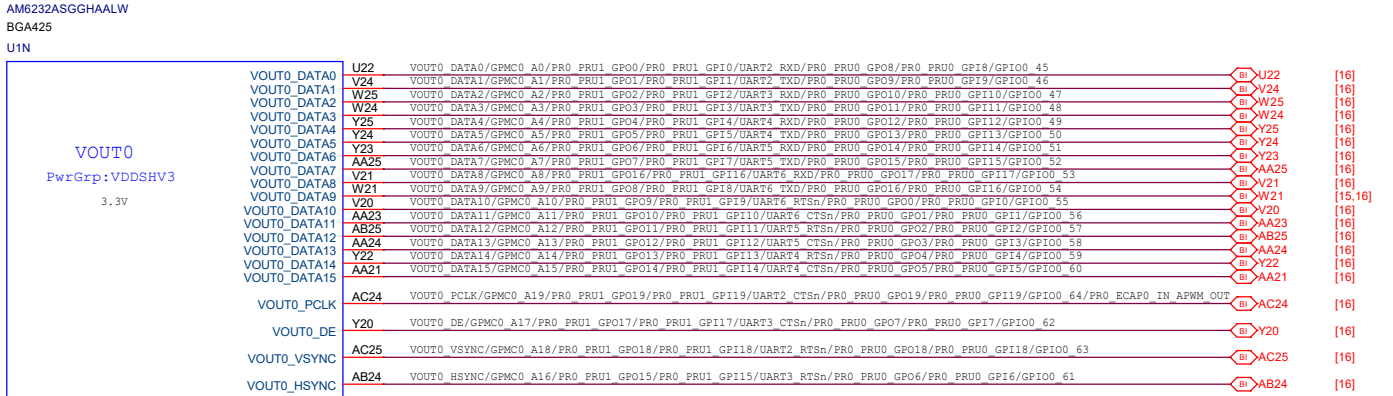 AM6232ASGGHAALW
BGA425
U1N
VOUT0_DATA0 U22 VOUT0_DATA0/GPMC0_A0/PR0_PRU1_GPO0/PR0_PRU1_GPI0/UART2_RXD/PR0_PRU0_GPO8/PR0_PRU0_GPI8/GPIO0_45 BI U22 [16]
VOUT0_DATA1 V24 VOUT0_DATA1/GPMC0_A1/PR0_PRU1_GPO1/PR0_PRU1_GPI1/UART2_TXD/PR0_PRU0_GPO9/PR0_PRU0_GPI9/GPIO0_46 BI V24 [16]
VOUT0_DATA2 W25 VOUT0_DATA2/GPMC0_A2/PR0_PRU1_GPO2/PR0_PRU1_GPI2/UART3_RXD/PR0_PRU0_GPO10/PR0_PRU0_GPI10/GPIO0_47 BI W25 [16]
VOUT0_DATA3 W24 VOUT0_DATA3/GPMC0_A3/PR0_PRU1_GPO3/PR0_PRU1_GPI3/UART3_TXD/PR0_PRU0_GPO11/PR0_PRU0_GPI11/GPIO0_48 BI W24 [16]
VOUT0_DATA4 Y25 VOUT0_DATA4/GPMC0_A4/PR0_PRU1_GPO4/PR0_PRU1_GPI4/UART4_RXD/PR0_PRU0_GPO12/PR0_PRU0_GPI12/GPIO0_49 BI Y25 [16]
VOUT0_DATA5 Y24 VOUT0_DATA5/GPMC0_A5/PR0_PRU1_GPO5/PR0_PRU1_GPI5/UART4_TXD/PR0_PRU0_GPO13/PR0_PRU0_GPI13/GPIO0_50 BI Y24 [16]
VOUT0_DATA6 Y23 VOUT0_DATA6/GPMC0_A6/PR0_PRU1_GPO6/PR0_PRU1_GPI6/UART5_RXD/PR0_PRU0_GPO14/PR0_PRU0_GPI14/GPIO0_51 BI Y23 [16]
VOUT0
VOUT0_DATA7 AA25 VOUT0_DATA7/GPMC0_A7/PR0_PRU1_GPO7/PR0_PRU1_GPI7/UART5_TXD/PR0_PRU0_GPO15/PR0_PRU0_GPI15/GPIO0_52 BI AA25 [16]
PwrGrp:VDDSHV3
VOUT0_DATA8 V21 VOUT0_DATA8/GPMC0_A8/PR0_PRU1_GPO16/PR0_PRU1_GPI16/UART6_RXD/PR0_PRU0_GPO17/PR0_PRU0_GPI17/GPIO0_53 BI V21 [16]
VOUT0_DATA9 W21 VOUT0_DATA9/GPMC0_A9/PR0_PRU1_GPO8/PR0_PRU1_GPI8/UART6_TXD/PR0_PRU0_GPO16/PR0_PRU0_GPI16/GPIO0_54 BI W21 [15,16]
3.3V
VOUT0_DATA10 V20 VOUT0_DATA10/GPMC0_A10/PR0_PRU1_GPO9/PR0_PRU1_GPI9/UART6_RTSn/PR0_PRU0_GPO0/PR0_PRU0_GPI0/GPIO0_55 BI V20 [16]
VOUT0_DATA11 AA23 VOUT0_DATA11/GPMC0_A11/PR0_PRU1_GPO10/PR0_PRU1_GPI10/UART6_CTSn/PR0_PRU0_GPO1/PR0_PRU0_GPI1/GPIO0_56 BI AA23 [16]
VOUT0_DATA12 AB25 VOUT0_DATA12/GPMC0_A12/PR0_PRU1_GPO11/PR0_PRU1_GPI11/UART5_RTSn/PR0_PRU0_GPO2/PR0_PRU0_GPI2/GPIO0_57 BI AB25 [16]
VOUT0_DATA13 AA24 VOUT0_DATA13/GPMC0_A13/PR0_PRU1_GPO12/PR0_PRU1_GPI12/UART5_CTSn/PR0_PRU0_GPO3/PR0_PRU0_GPI3/GPIO0_58 BI AA24 [16]
VOUT0_DATA14 Y22 VOUT0_DATA14/GPMC0_A14/PR0_PRU1_GPO13/PR0_PRU1_GPI13/UART4_RTSn/PR0_PRU0_GPO4/PR0_PRU0_GPI4/GPIO0_59 BI Y22 [16]
VOUT0_DATA15 AA21 VOUT0_DATA15/GPMC0_A15/PR0_PRU1_GPO14/PR0_PRU1_GPI14/UART4_CTSn/PR0_PRU0_GPO5/PR0_PRU0_GPI5/GPIO0_60 BI AA21 [16]
VOUT0_PCLK AC24 VOUT0_PCLK/GPMC0_A19/PR0_PRU1_GPO19/PR0_PRU1_GPI19/UART2_CTSn/PR0_PRU0_GPO19/PR0_PRU0_GPI19/GPIO0_64/PR0_ECAP0_IN_APWM_OUT BI AC24 [16]
VOUT0_DE Y20 VOUT0_DE/GPMC0_A17/PR0_PRU1_GPO17/PR0_PRU1_GPI17/UART3_CTSn/PR0_PRU0_GPO7/PR0_PRU0_GPI7/GPIO0_62 BI Y20 [16]
VOUT0_VSYNC AC25 VOUT0_VSYNC/GPMC0_A18/PR0_PRU1_GPO18/PR0_PRU1_GPI18/UART2_RTSn/PR0_PRU0_GPO18/PR0_PRU0_GPI18/GPIO0_63 BI AC25 [16]
VOUT0_HSYNC AB24 VOUT0_HSYNC/GPMC0_A16/PR0_PRU1_GPO15/PR0_PRU1_GPI15/UART3_RTSn/PR0_PRU0_GPO6/PR0_PRU0_GPI6/GPIO0_61 BI AB24 [16]